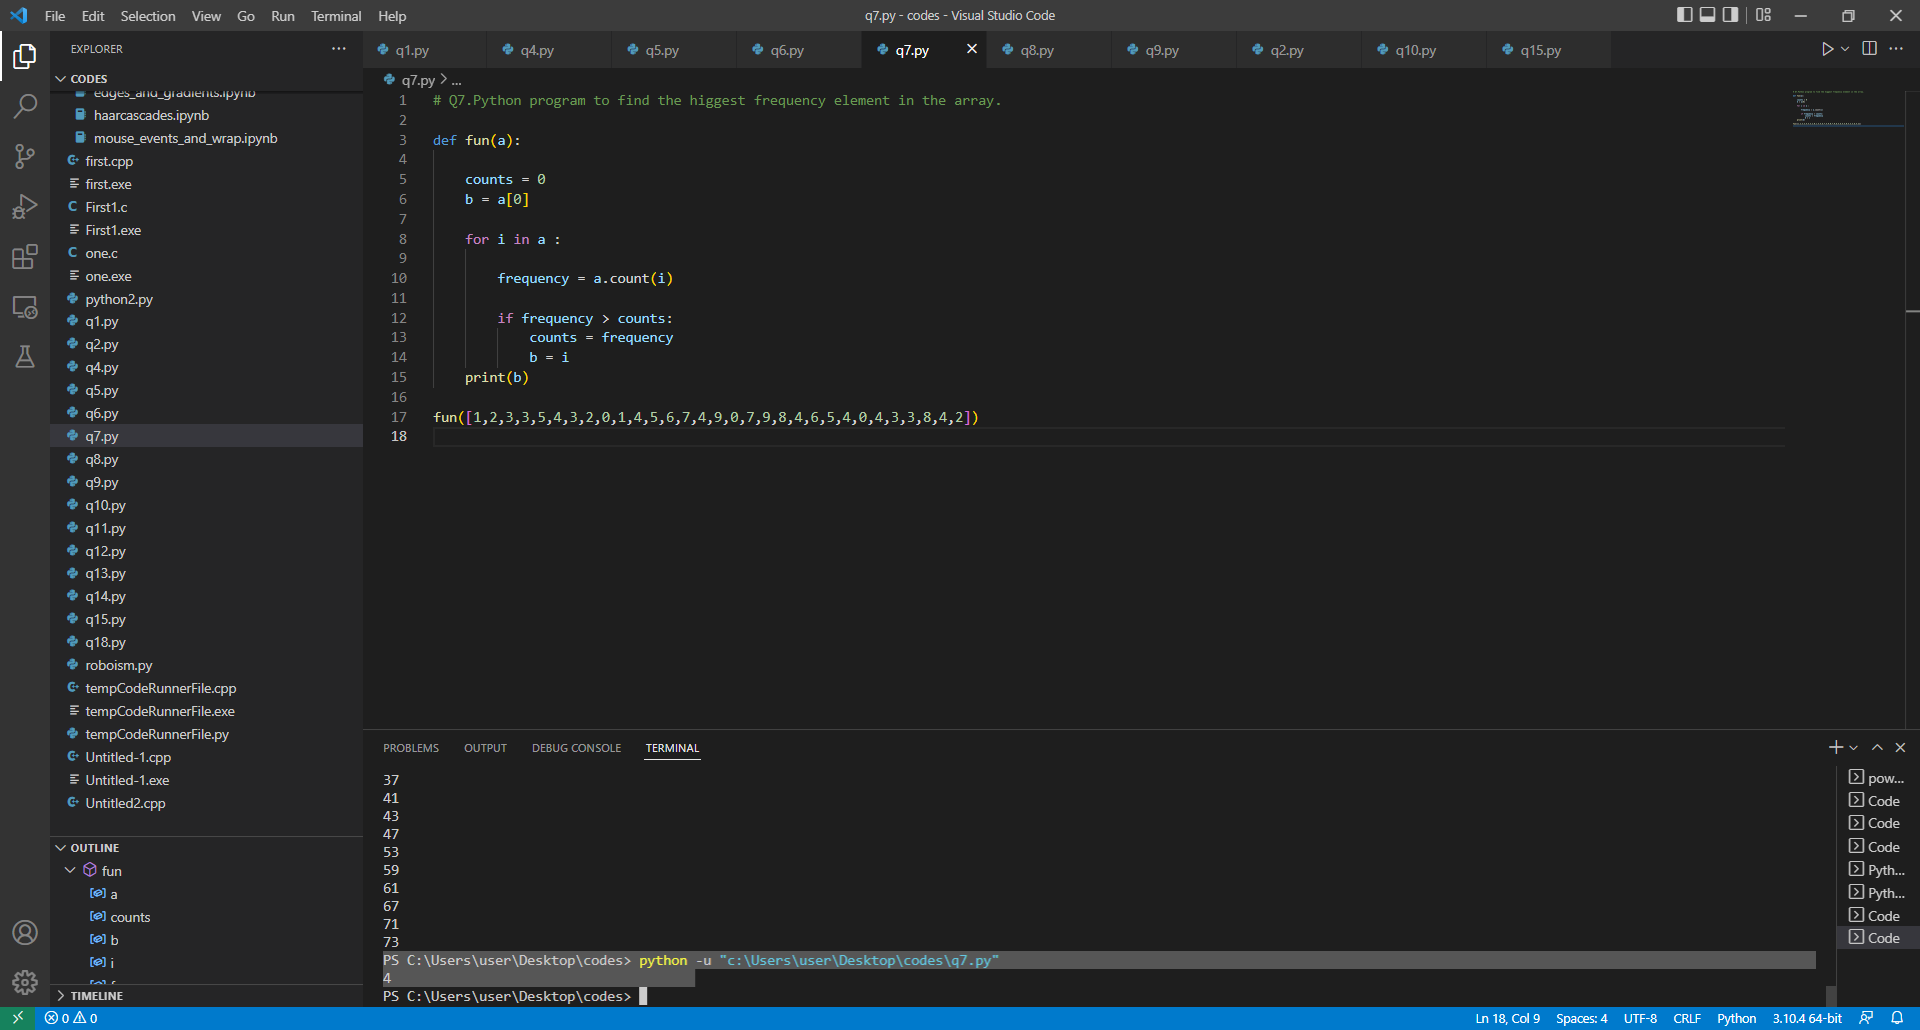 File Edit Selection View Go Run Terminal Help
q7.py - codes - Visual Studio Code
EXPLORER
CODES
edges_and_gradients.ipynb
haarcascades.ipynb
mouse_events_and_wrap.ipynb
first.cpp
first.exe
First1.c
First1.exe
one.c
one.exe
python2.py
q1.py
q2.py
q4.py
q5.py
q6.py
q7.py
q8.py
q9.py
q10.py
q11.py
q12.py
q13.py
q14.py
q15.py
q18.py
roboism.py
tempCodeRunnerFile.cpp
tempCodeRunnerFile.exe
tempCodeRunnerFile.py
Untitled-1.cpp
Untitled-1.exe
Untitled2.cpp
OUTLINE
fun
a
counts
b
i
TIMELINE
q1.py q4.py q5.py q6.py q7.py q8.py q9.py q2.py q10.py q15.py
q7.py > ...
1 # Q7.Python program to find the higgest frequency element in the array.
2
3 def fun(a):
4
5 counts = 0
6 b = a[0]
7
8 for i in a :
9
10 frequency = a.count(i)
11
12 if frequency > counts:
13 counts = frequency
14 b = i
15 print(b)
16
17 fun([1,2,3,3,5,4,3,2,0,1,4,5,6,7,4,9,0,7,9,8,4,6,5,4,0,4,3,3,8,4,2])
18
PROBLEMS OUTPUT DEBUG CONSOLE TERMINAL
37
41
43
47
53
59
61
67
71
73
PS C:\Users\user\Desktop\codes> python -u "c:\Users\user\Desktop\codes\q7.py"
4
PS C:\Users\user\Desktop\codes>
pow...
Code
Code
Code
Pyth...
Pyth...
Code
Code
0 0
Ln 18, Col 9 Spaces: 4 UTF-8 CRLF Python 3.10.4 64-bit